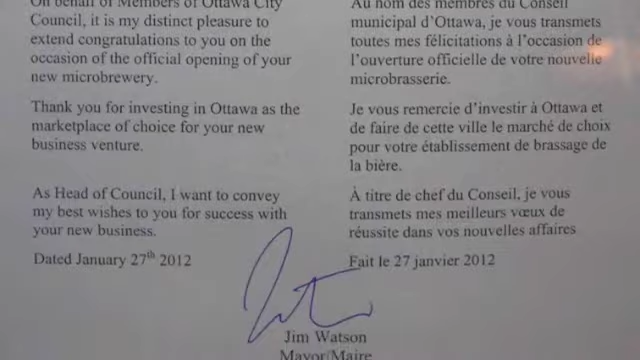 On behalf of Members of Ottawa City
Council, it is my distinct pleasure to
extend congratulations to you on the
occasion of the official opening of your
new microbrewery.
Thank you for investing in Ottawa as the
marketplace of choice for your new
business venture.
As Head of Council, I want to convey
my best wishes to you for success with
your new business.
Dated January 27th 2012
Au nom des membres du Conseil
municipal d'Ottawa, je vous transmets
toutes mes félicitations à l'occasion de
l'ouverture officielle de votre nouvelle
microbrasserie.
Je vous remercie d'investir à Ottawa et
de faire de cette ville le marché de choix
pour votre établissement de brassage de
la bière.
À titre de chef du Conseil, je vous
transmets mes meilleurs vœux de
réussite dans vos nouvelles affaires
Fait le 27 janvier 2012
Jim Watson
Mayor/Maire